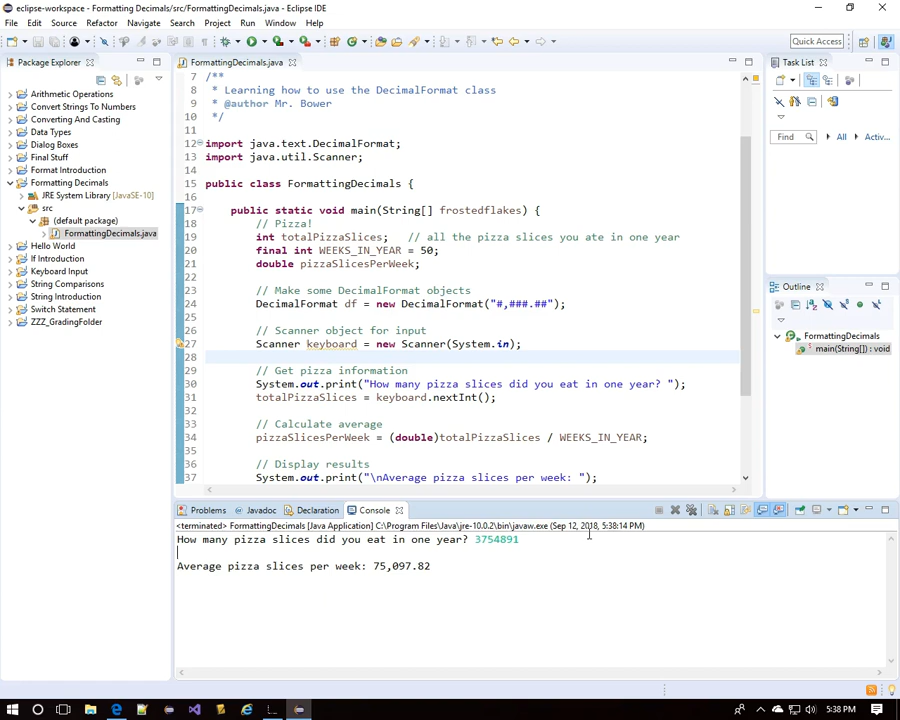 eclipse-workspace - Formatting Decimals/src/FormattingDecimals.java - Eclipse IDE
File Edit Source Refactor Navigate Search Project Run Window Help
Quick Access
Package Explorer
Arithmetic Operations
Convert Strings To Numbers
Converting And Casting
Data Types
Dialog Boxes
Final Stuff
Format Introduction
Formatting Decimals
JRE System Library [JavaSE-10]
src
(default package)
FormattingDecimals.java
Hello World
If Introduction
Keyboard Input
String Comparisons
String Introduction
Switch Statement
ZZZ_GradingFolder
FormattingDecimals.java
7 /**
8  * Learning how to use the DecimalFormat class
9  * @author Mr. Bower
10  */
11
12 import java.text.DecimalFormat;
13 import java.util.Scanner;
14
15 public class FormattingDecimals {
16
17 public static void main(String[] frostedflakes) {
18 // Pizza!
19 int totalPizzaSlices;   // all the pizza slices you ate in one year
20 final int WEEKS_IN_YEAR = 50;
21 double pizzaSlicesPerWeek;
22
23 // Make some DecimalFormat objects
24 DecimalFormat df = new DecimalFormat("#,###.##");
25
26 // Scanner object for input
27 Scanner keyboard = new Scanner(System.in);
28
29 // Get pizza information
30 System.out.print("How many pizza slices did you eat in one year? ");
31 totalPizzaSlices = keyboard.nextInt();
32
33 // Calculate average
34 pizzaSlicesPerWeek = (double)totalPizzaSlices / WEEKS_IN_YEAR;
35
36 // Display results
37 System.out.print("\nAverage pizza slices per week: ");
Task List
Find All Activ...
Outline
FormattingDecimals
main(String[]) : void
Problems Javadoc Declaration Console
<terminated> FormattingDecimals [Java Application] C:\Program Files\Java\jre-10.0.2\bin\javaw.exe (Sep 12, 2018, 5:38:14 PM)
How many pizza slices did you eat in one year? 3754891
Average pizza slices per week: 75,097.82
5:38 PM